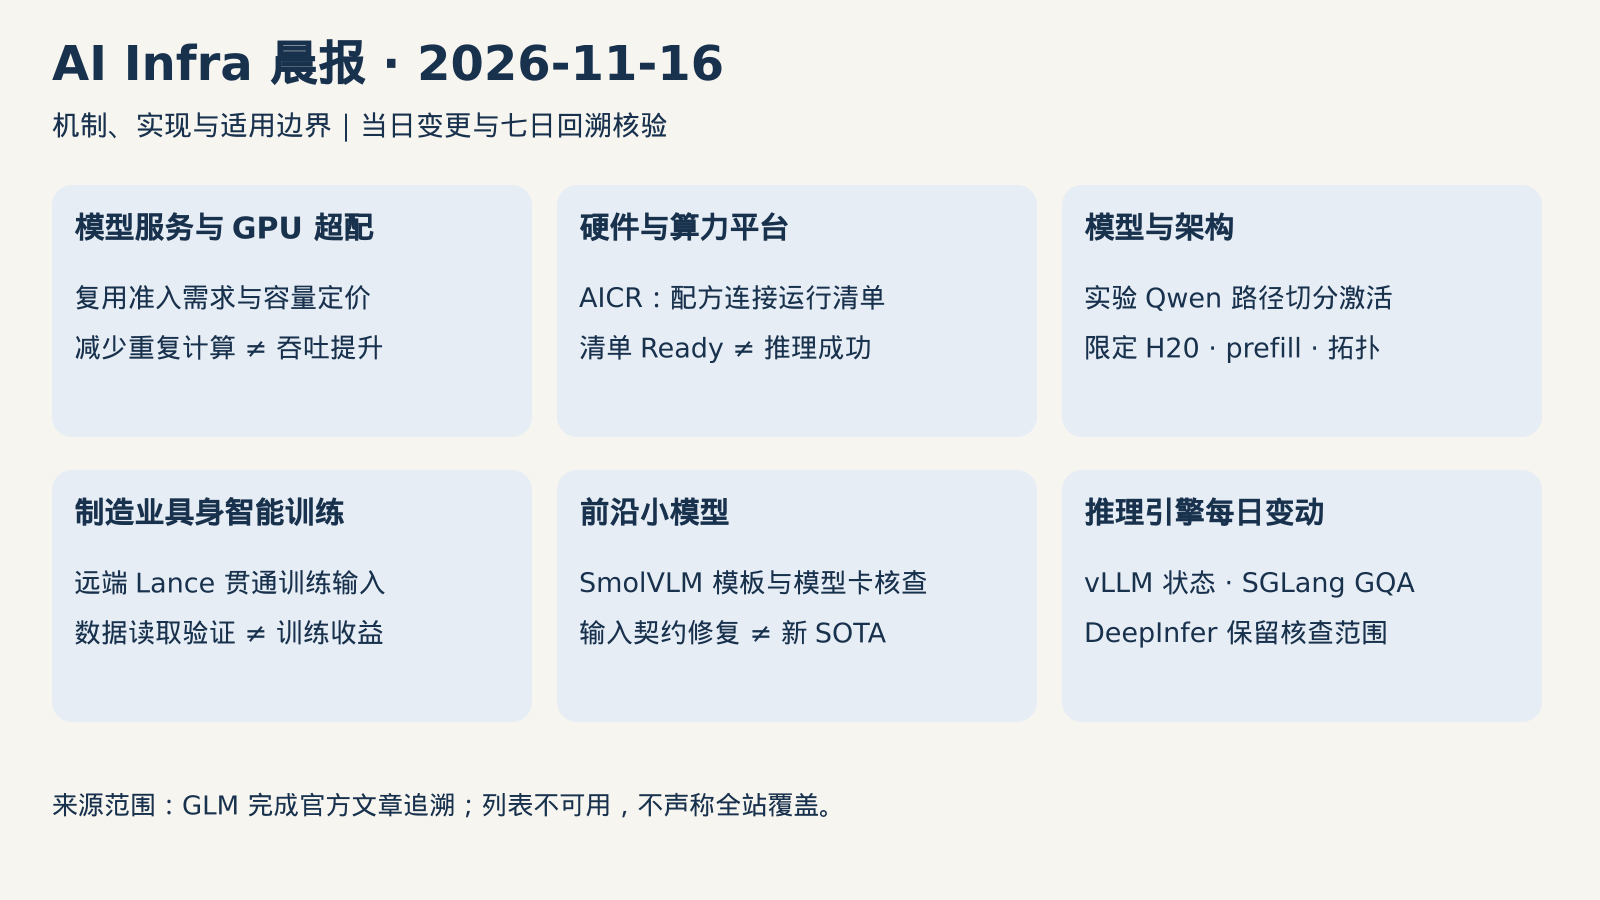 AI Infra 晨报 · 2026-11-16
机制、实现与适用边界｜当日变更与七日回溯核验
模型服务与 GPU 超配
复用准入需求与容量定价
减少重复计算 ≠ 吞吐提升
硬件与算力平台
AICR：配方连接运行清单
清单 Ready ≠ 推理成功
模型与架构
实验 Qwen 路径切分激活
限定 H20 · prefill · 拓扑
制造业具身智能训练
远端 Lance 贯通训练输入
数据读取验证 ≠ 训练收益
前沿小模型
SmolVLM 模板与模型卡核查
输入契约修复 ≠ 新 SOTA
推理引擎每日变动
vLLM 状态 · SGLang GQA
DeepInfer 保留核查范围
来源范围：GLM 完成官方文章追溯；列表不可用，不声称全站覆盖。